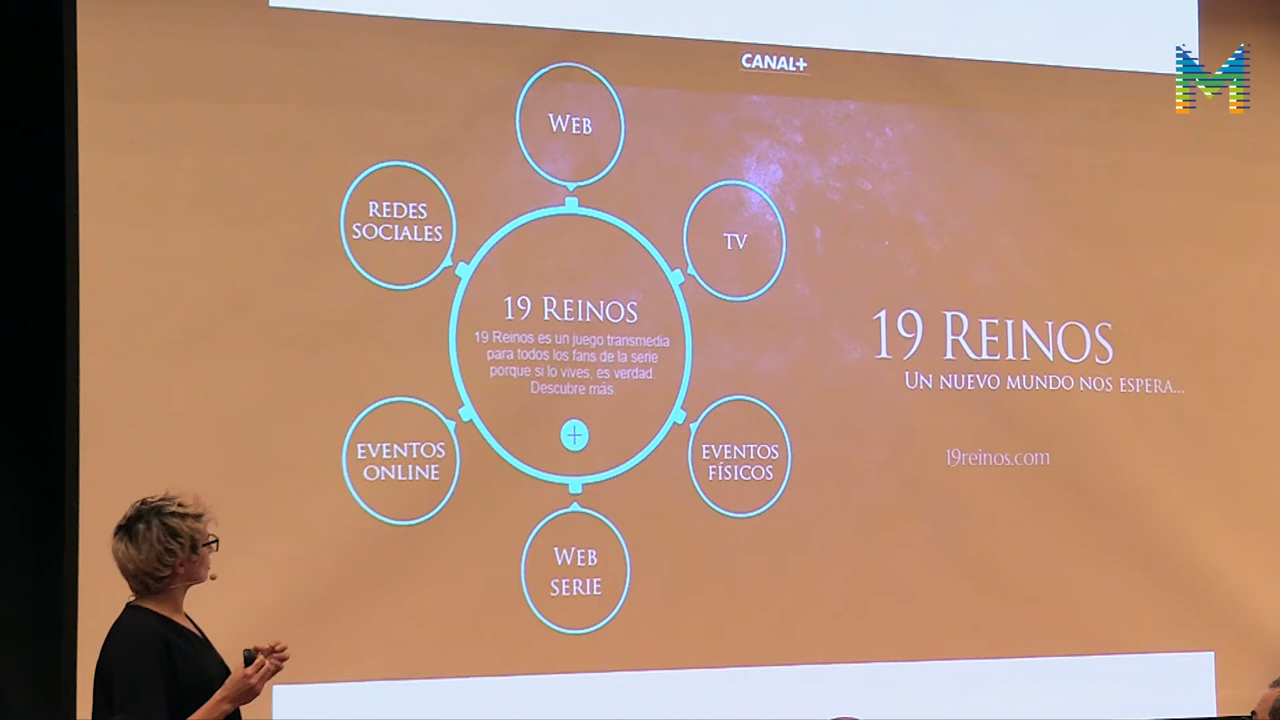 CANAL+
M
WEB
REDES
SOCIALES
TV
19 REINOS
19 Reinos es un juego transmedia
para todos los fans de la serie
porque si lo vives, es verdad.
Descubre más.
+
EVENTOS
ONLINE
EVENTOS
FÍSICOS
WEB
SERIE
19 REINOS
UN NUEVO MUNDO NOS ESPERA...
19reinos.com